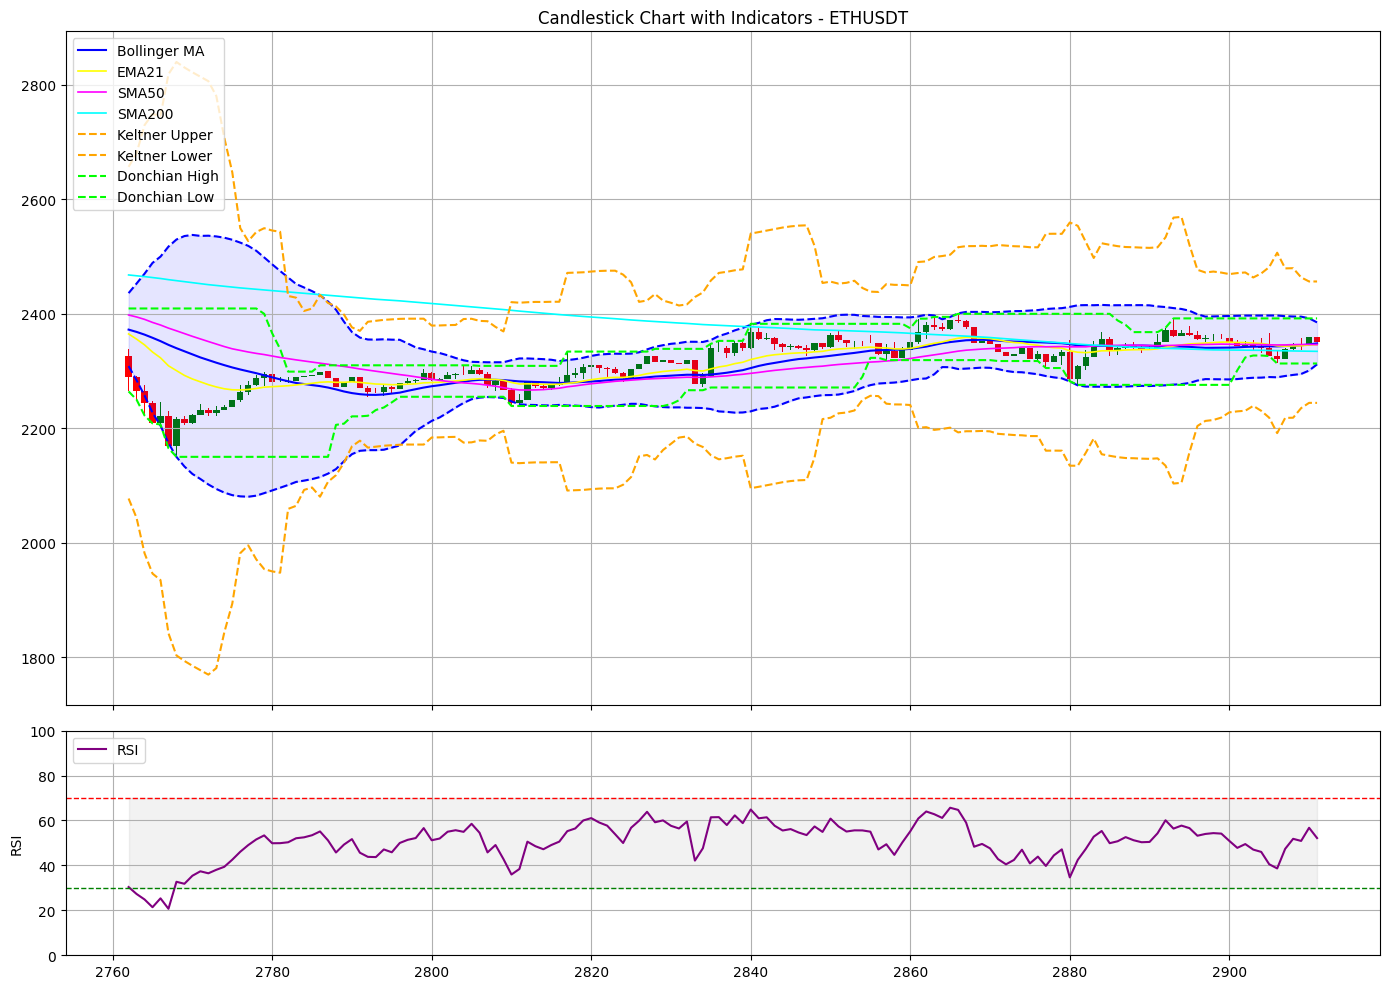 Candlestick Chart with Indicators - ETHUSDT
Bollinger MA
EMA21
SMA50
SMA200
Keltner Upper
Keltner Lower
Donchian High
Donchian Low
2800
2600
2400
2200
2000
1800
RSI
100
80
60
40
20
0
RSI
2760 2780 2800 2820 2840 2860 2880 2900